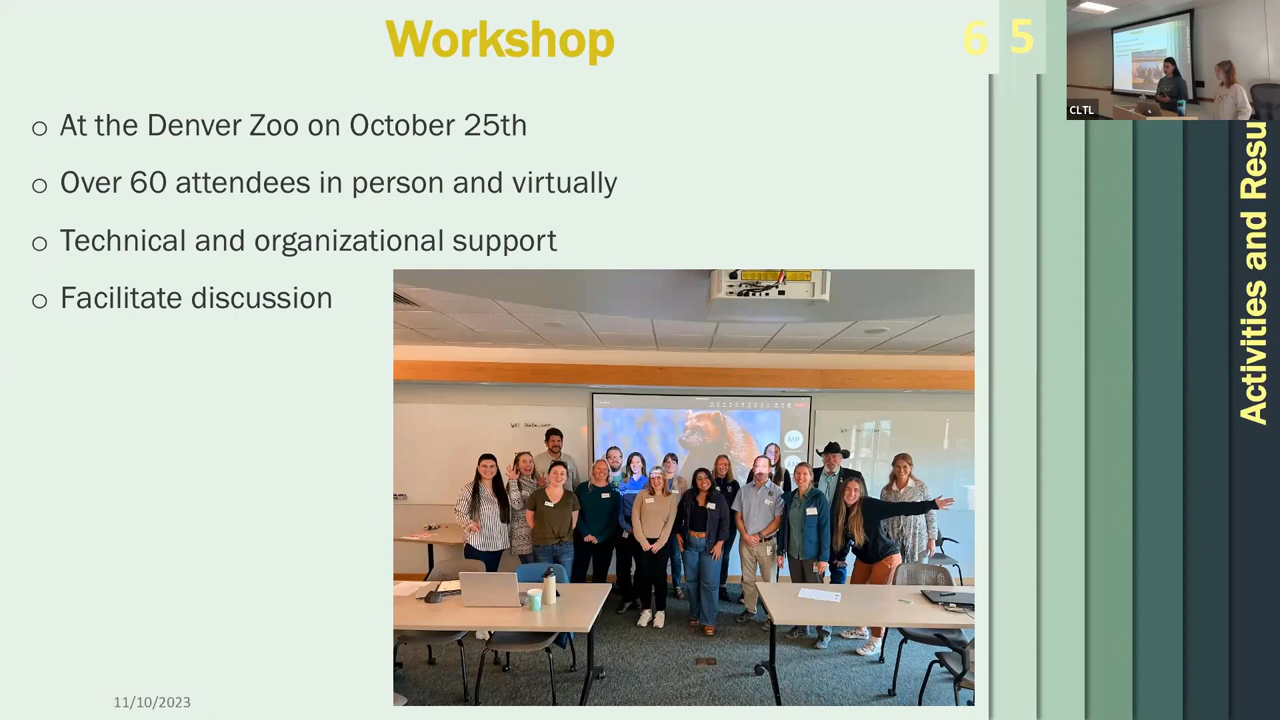 Workshop
6 5
CLTL
o At the Denver Zoo on October 25th
o Over 60 attendees in person and virtually
o Technical and organizational support
o Facilitate discussion
Activities and Resu
11/10/2023